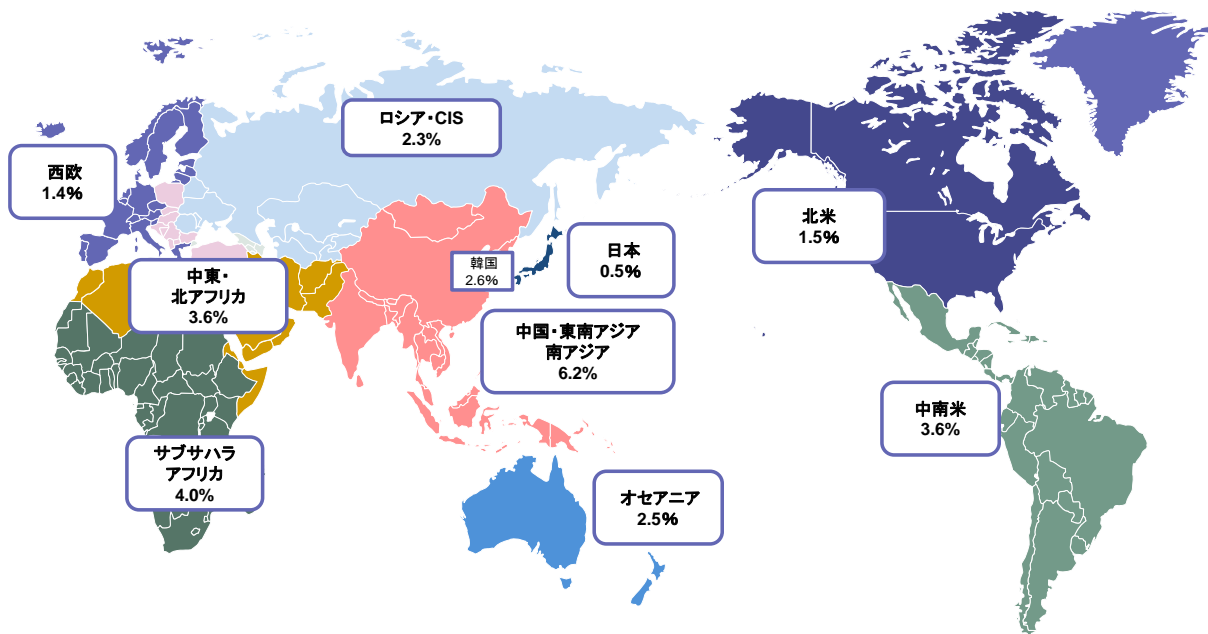 ロシア・CIS
2.3%
西欧
1.4%
北米
1.5%
日本
0.5%
韓国
2.6%
中東・
北アフリカ
3.6%
中国・東南アジア
南アジア
6.2%
中南米
3.6%
サブサハラ
アフリカ
4.0%
オセアニア
2.5%